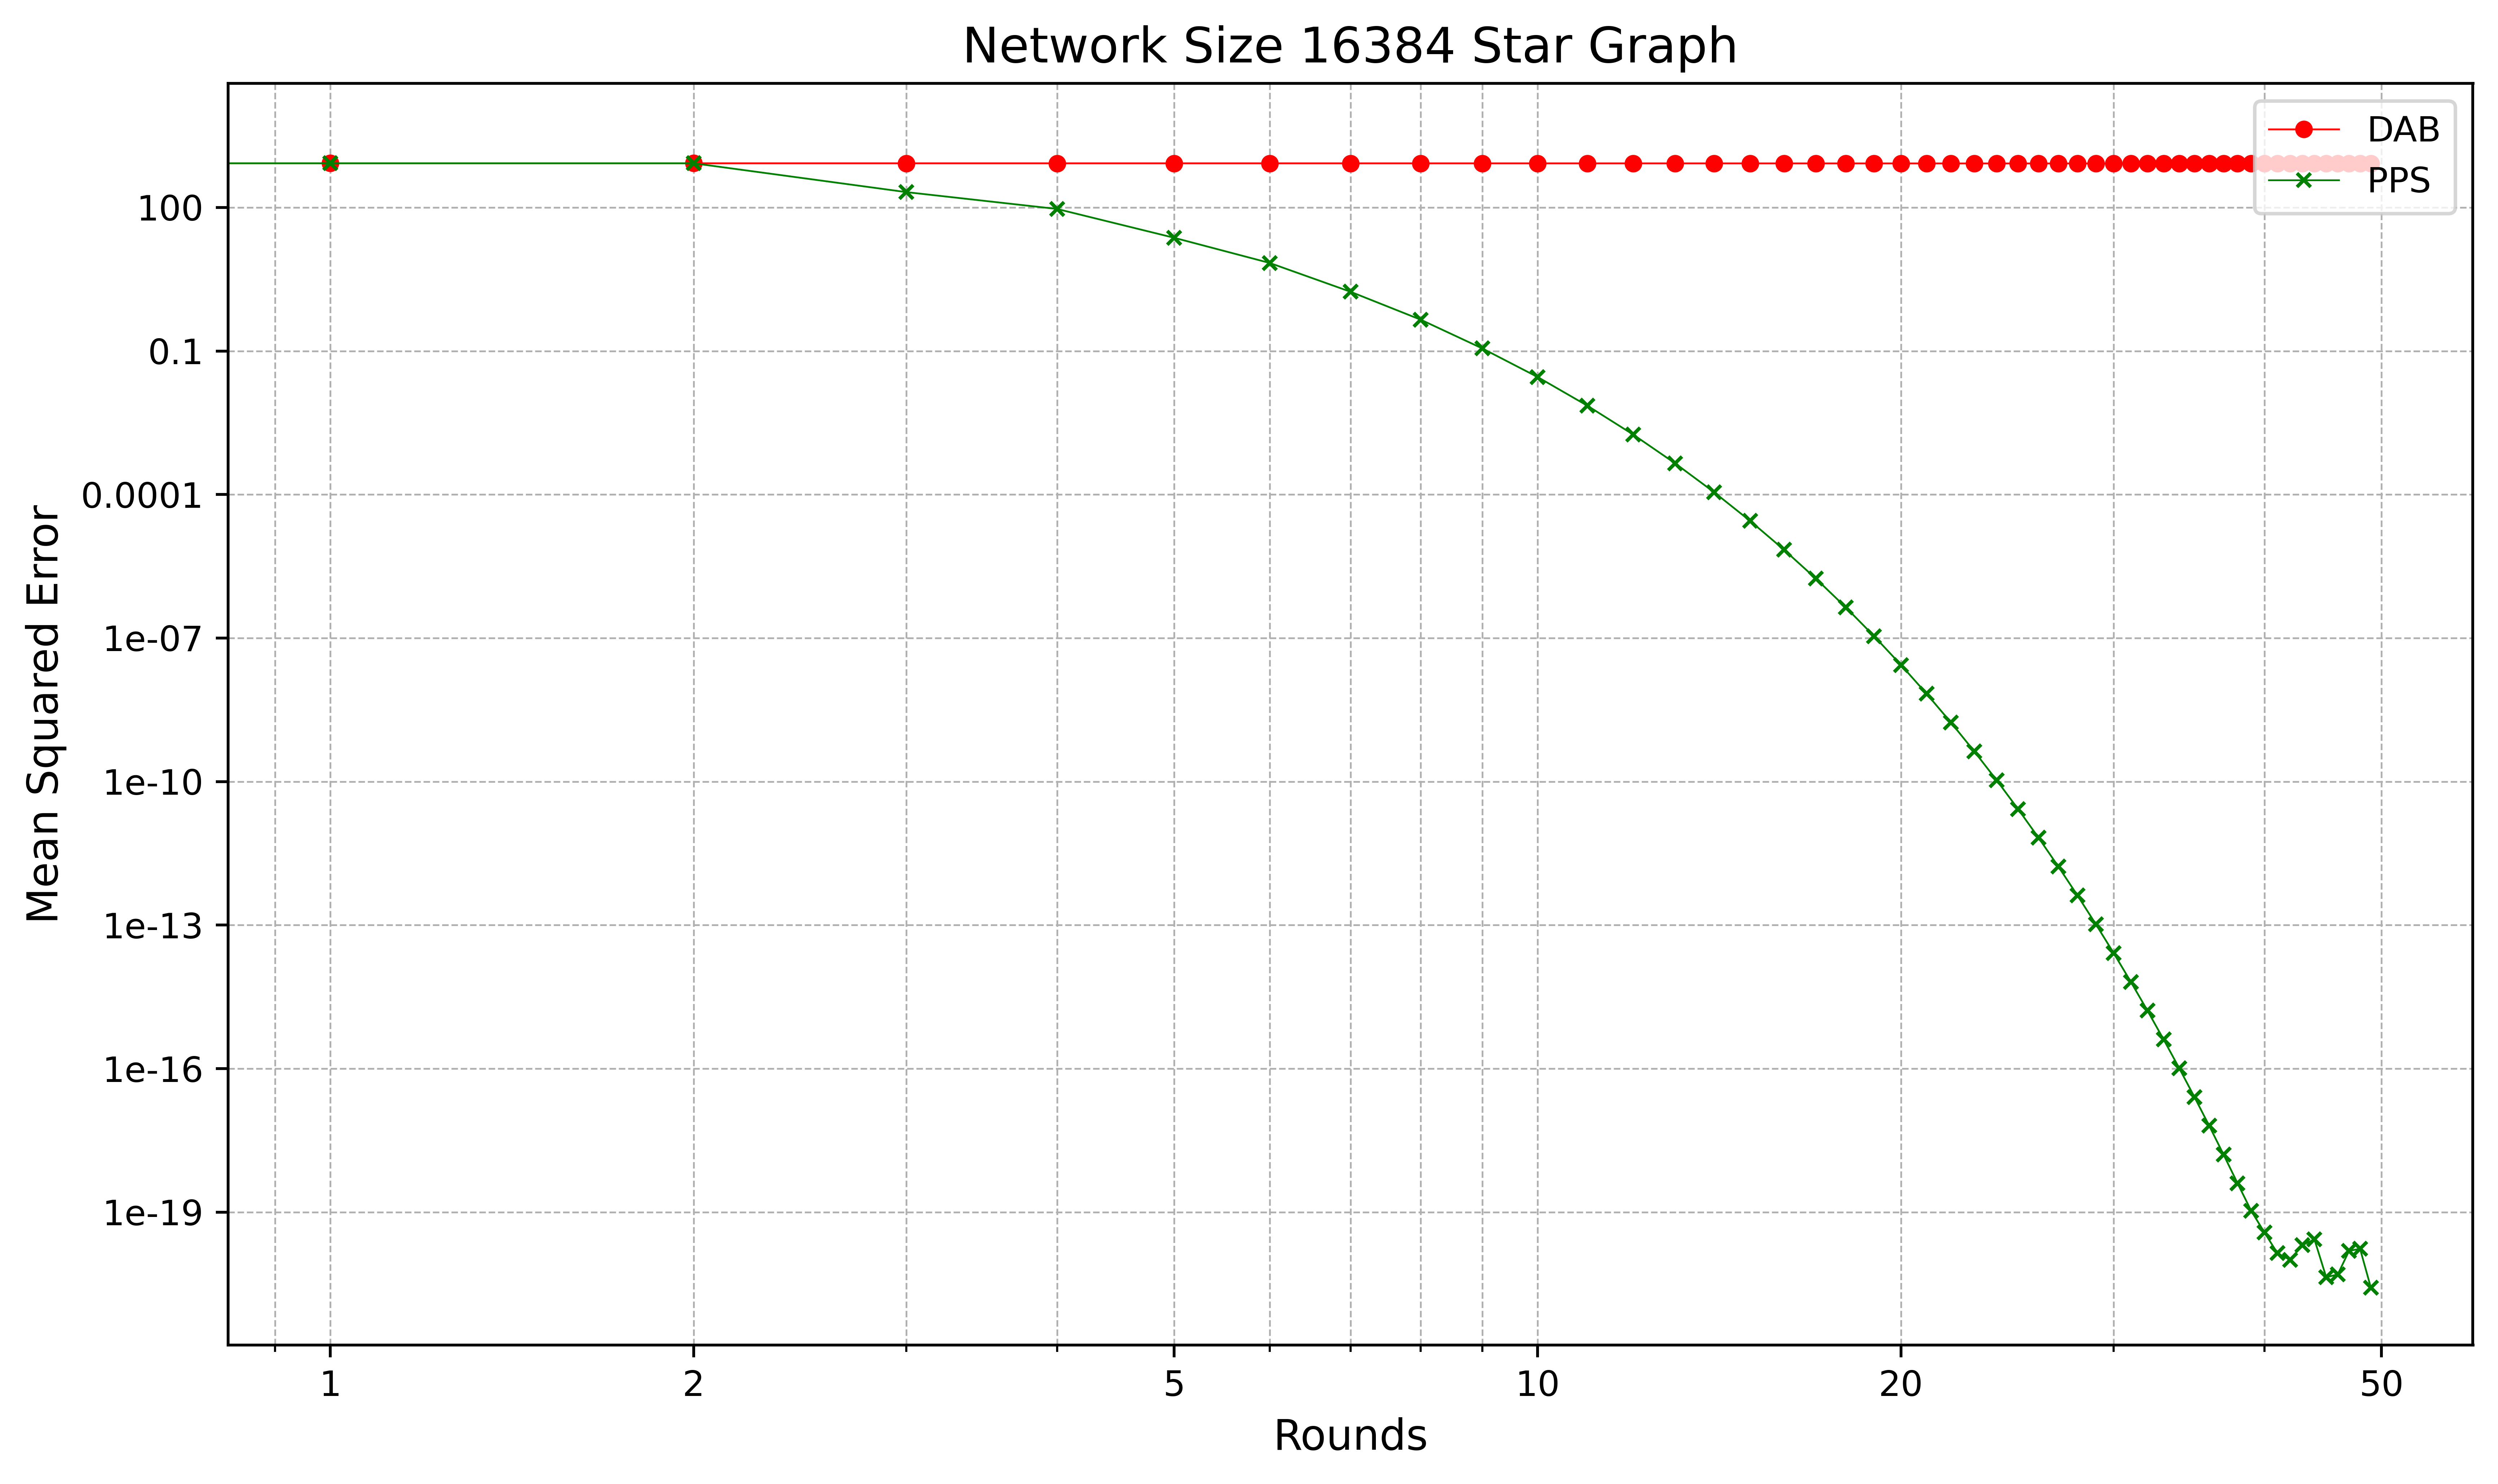 Network Size 16384 Star Graph
DAB
PPS
100
0.1
0.0001
1e-07
1e-10
1e-13
1e-16
1e-19
Mean Squared Error
1 2 5 10 20 50
Rounds